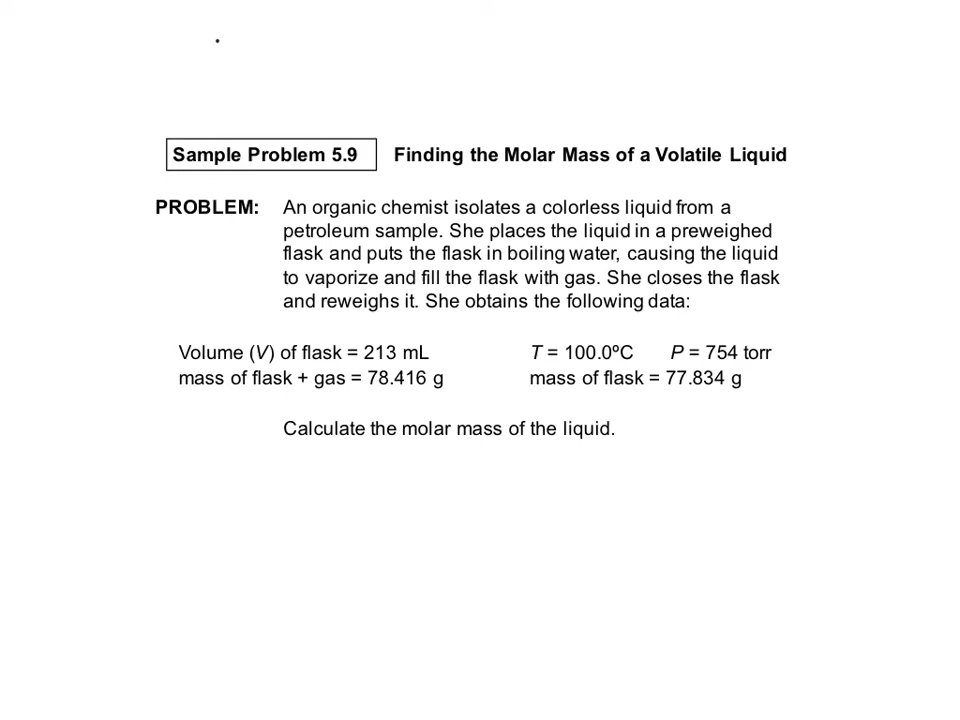 Sample Problem 5.9 Finding the Molar Mass of a Volatile Liquid
PROBLEM: An organic chemist isolates a colorless liquid from a
petroleum sample. She places the liquid in a preweighed
flask and puts the flask in boiling water, causing the liquid
to vaporize and fill the flask with gas. She closes the flask
and reweighs it. She obtains the following data:
Volume (V) of flask = 213 mL T = 100.0ºC P = 754 torr
mass of flask + gas = 78.416 g mass of flask = 77.834 g
Calculate the molar mass of the liquid.